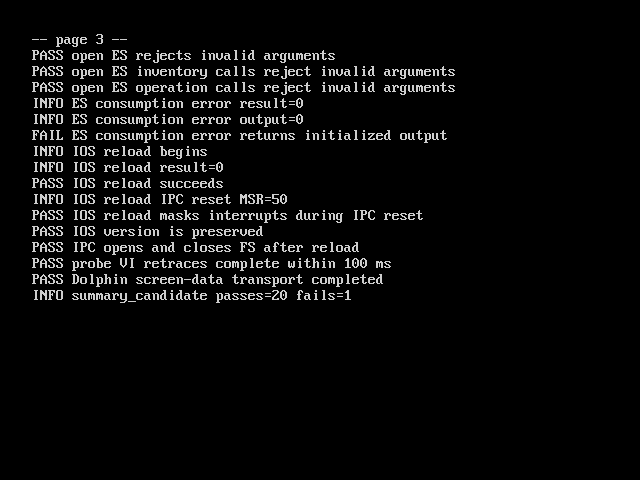 -- page 3 --
PASS open ES rejects invalid arguments
PASS open ES inventory calls reject invalid arguments
PASS open ES operation calls reject invalid arguments
INFO ES consumption error result=0
INFO ES consumption error output=0
FAIL ES consumption error returns initialized output
INFO IOS reload begins
INFO IOS reload result=0
PASS IOS reload succeeds
INFO IOS reload IPC reset MSR=50
PASS IOS reload masks interrupts during IPC reset
PASS IOS version is preserved
PASS IPC opens and closes FS after reload
PASS probe VI retraces complete within 100 ms
PASS Dolphin screen-data transport completed
INFO summary_candidate passes=20 fails=1